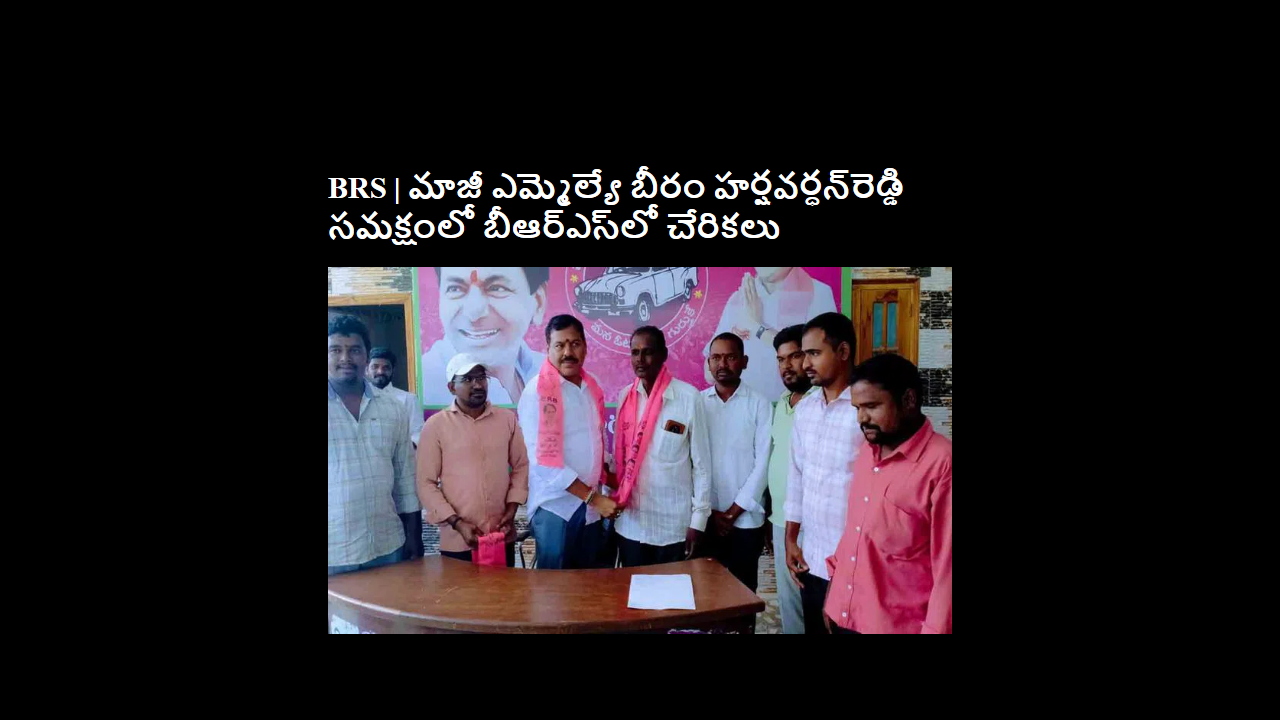 BRS | మాజీ ఎమ్మెల్యే బీరం హర్షవర్ధన్‌రెడ్డి
సమక్షంలో బీఆర్ఎస్‌లో చేరికలు